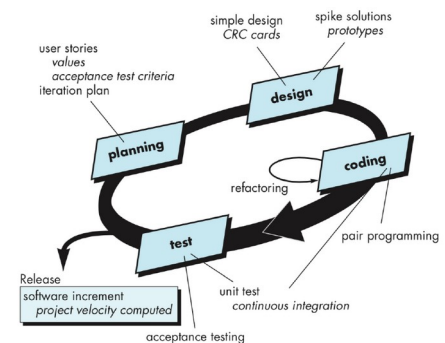 simple design
CRC cards
spike solutions
prototypes
user stories
values
acceptance test criteria
iteration plan
design
planning
coding
refactoring
pair programming
test
Release
software increment
project velocity computed
unit test
continuous integration
acceptance testing